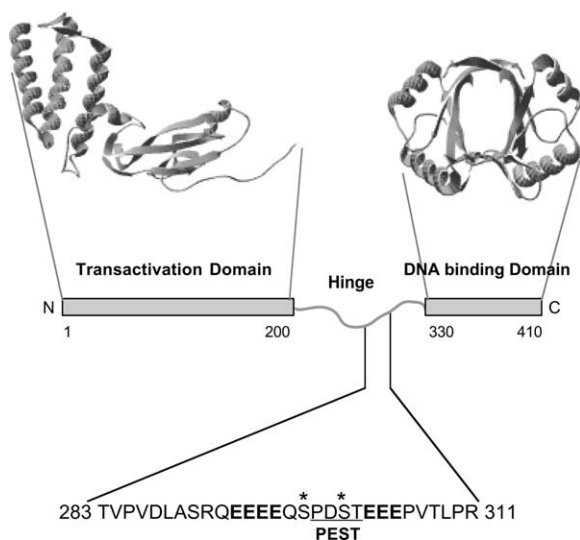 Transactivation Domain
Hinge
DNA binding Domain
N
C
1
200
330
410
* *
283 TVPVDLASRQEEEEQSPDSTEEEPVTLPR 311
PEST